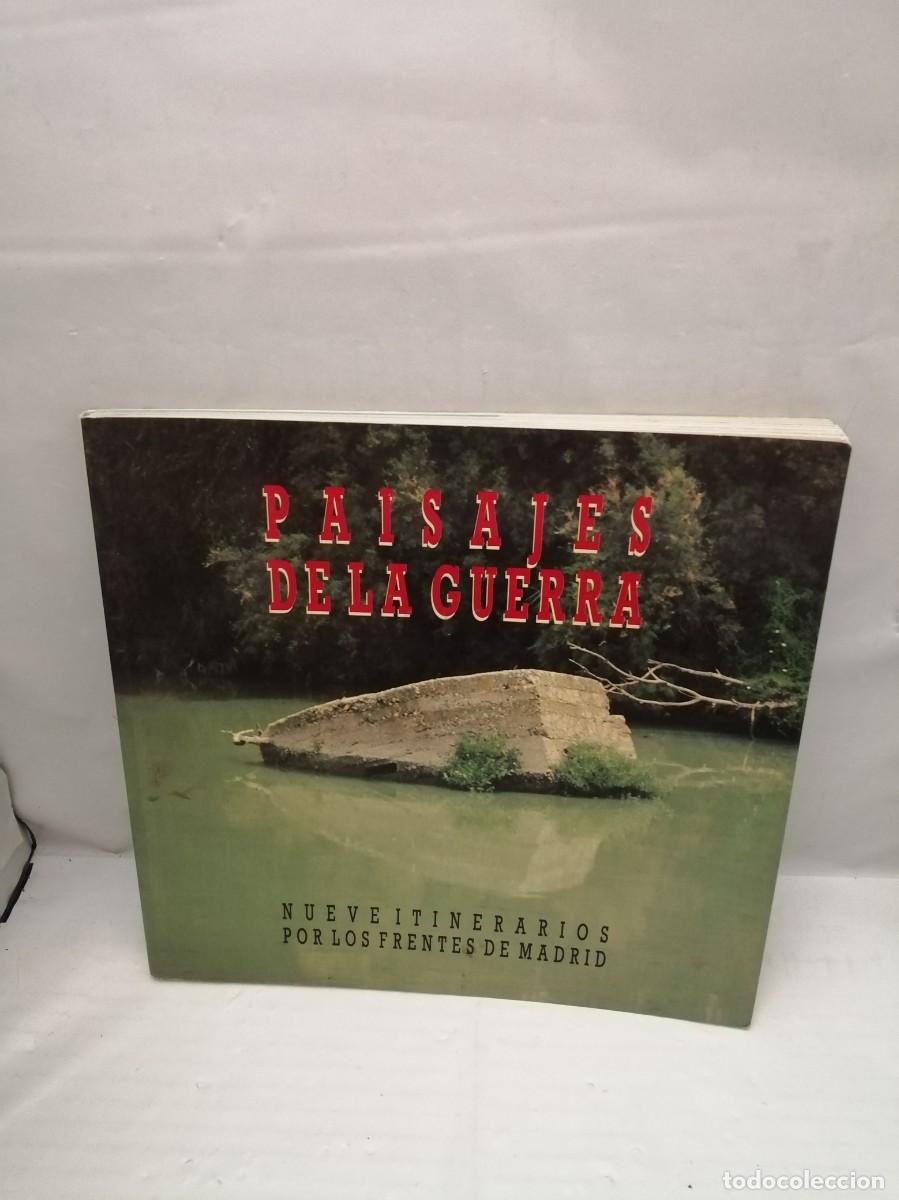 PAISAJES
DE LA GUERRA
NUEVE ITINERARIOS
POR LOS FRENTES DE MADRID
todocoleccion